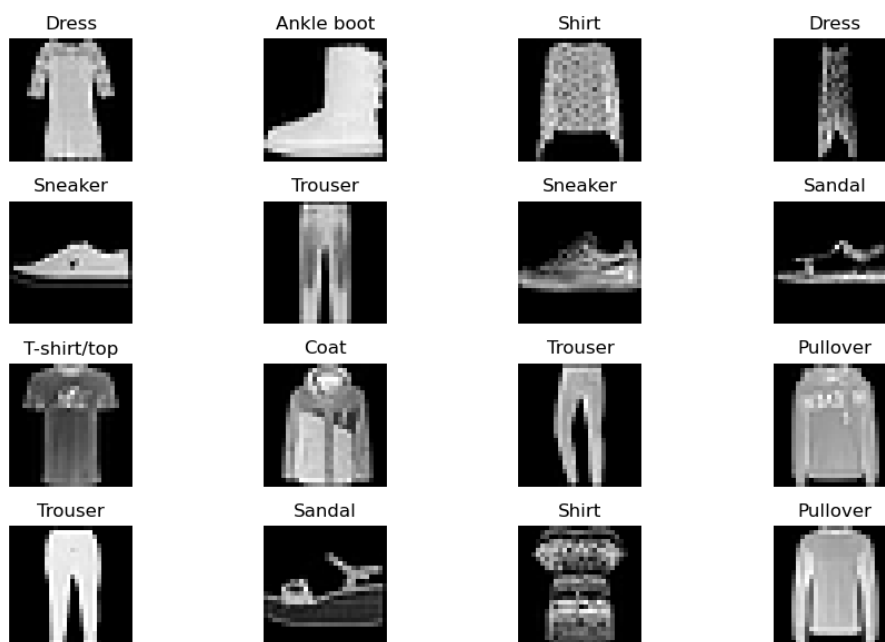 Dress Ankle boot Shirt Dress
Sneaker Trouser Sneaker Sandal
T-shirt/top Coat Trouser Pullover
Trouser Sandal Shirt Pullover